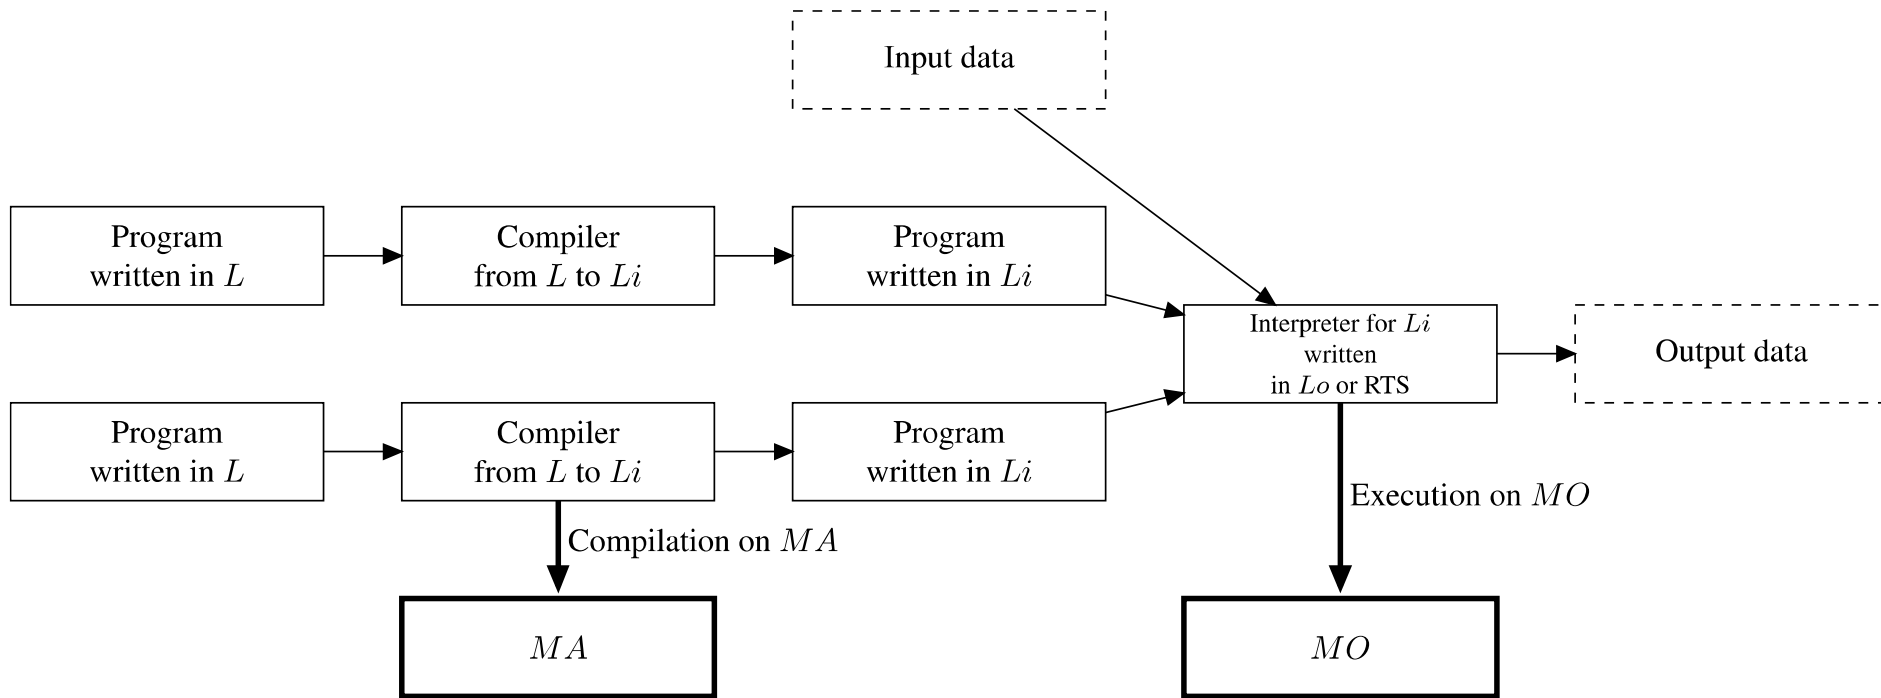 Input data
Program
written in L
Compiler
from L to Li
Program
written in Li
Interpreter for Li
written
in Lo or RTS
Output data
Program
written in L
Compiler
from L to Li
Program
written in Li
Execution on MO
Compilation on MA
MA
MO